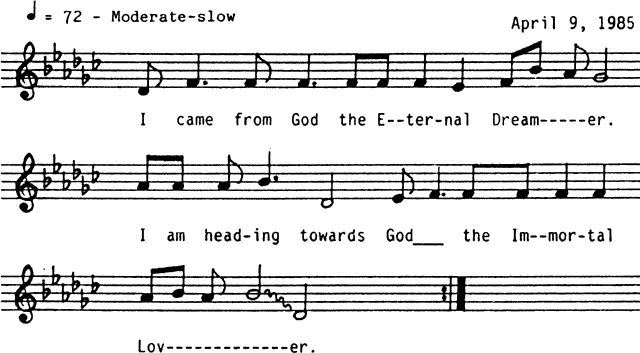 ♩ = 72 - Moderate-slow
April 9, 1985
I came from God the E--ter-nal Dream-----er.
I am head-ing towards God___ the Im--mor-tal
Lov-------------er.